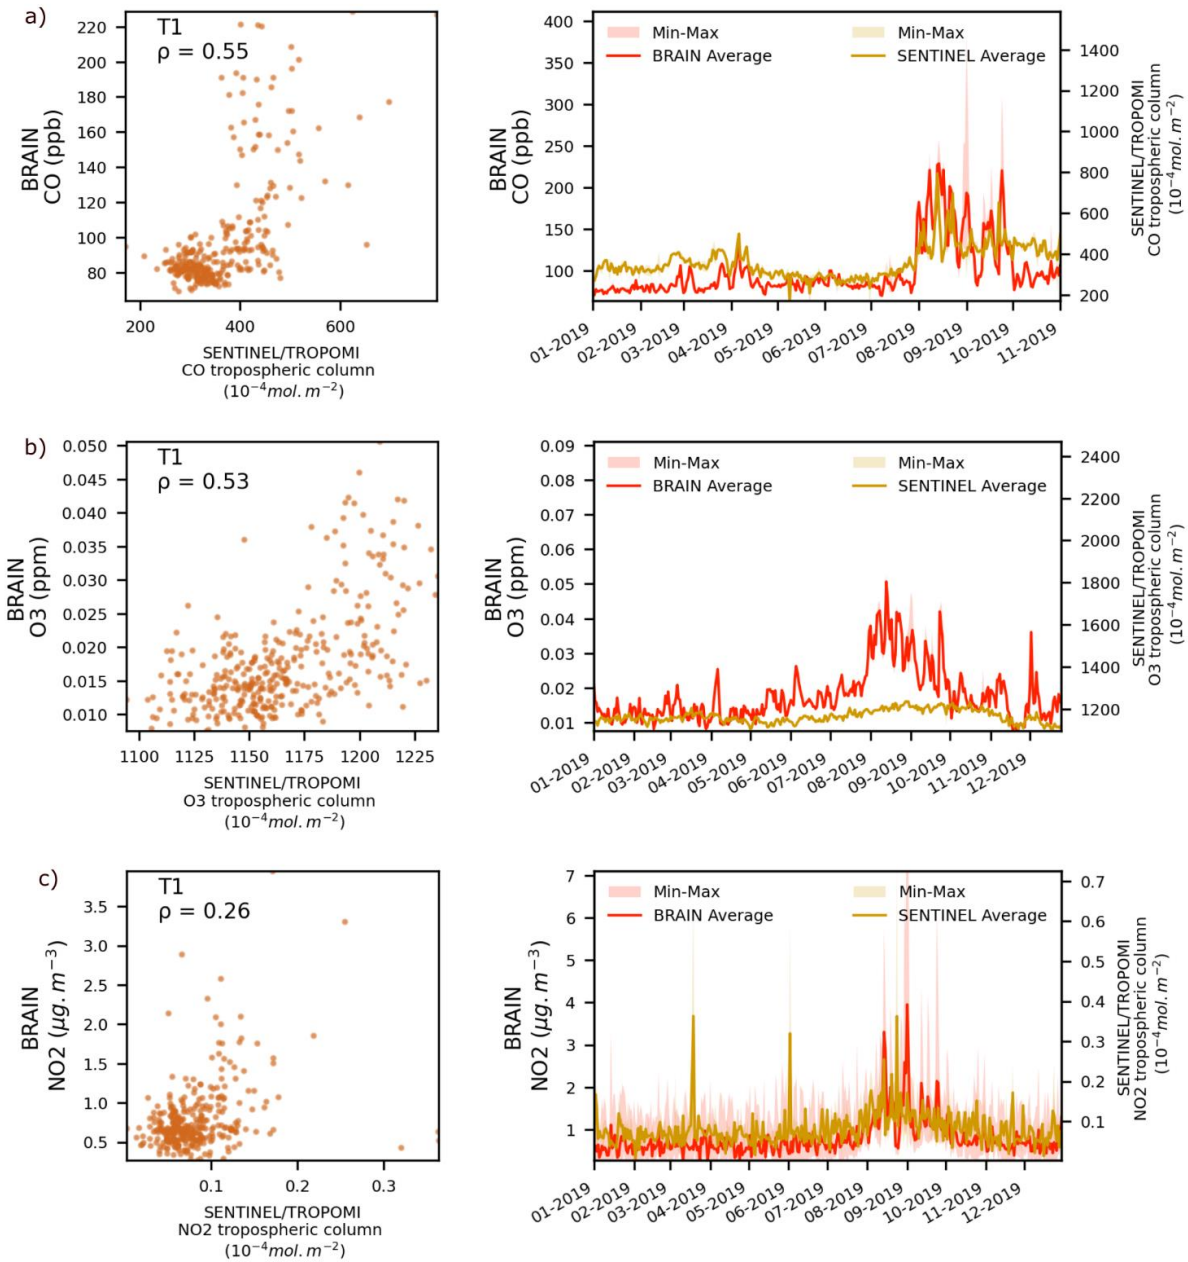 a)
T1
ρ = 0.55
220
200
180
160
140
120
100
80
BRAIN
CO (ppb)
200 400 600
SENTINEL/TROPOMI
CO tropospheric column
(10⁻⁴mol.m⁻²)
Min-Max
BRAIN Average
Min-Max
SENTINEL Average
400
350
300
250
200
150
100
BRAIN
CO (ppb)
1400
1200
1000
800
600
400
200
SENTINEL/TROPOMI
CO tropospheric column
(10⁻⁴mol.m⁻²)
01-2019 02-2019 03-2019 04-2019 05-2019 06-2019 07-2019 08-2019 09-2019 10-2019 11-2019
b)
T1
ρ = 0.53
0.050
0.045
0.040
0.035
0.030
0.025
0.020
0.015
0.010
BRAIN
O3 (ppm)
1100 1125 1150 1175 1200 1225
SENTINEL/TROPOMI
O3 tropospheric column
(10⁻⁴mol.m⁻²)
Min-Max
BRAIN Average
Min-Max
SENTINEL Average
0.09
0.08
0.07
0.06
0.05
0.04
0.03
0.02
0.01
BRAIN
O3 (ppm)
2400
2200
2000
1800
1600
1400
1200
SENTINEL/TROPOMI
O3 tropospheric column
(10⁻⁴mol.m⁻²)
01-2019 02-2019 03-2019 04-2019 05-2019 06-2019 07-2019 08-2019 09-2019 10-2019 11-2019 12-2019
c)
T1
ρ = 0.26
3.5
3.0
2.5
2.0
1.5
1.0
0.5
BRAIN
NO2 (μg.m⁻³)
0.1 0.2 0.3
SENTINEL/TROPOMI
NO2 tropospheric column
(10⁻⁴mol.m⁻²)
Min-Max
BRAIN Average
Min-Max
SENTINEL Average
7
6
5
4
3
2
1
BRAIN
NO2 (μg.m⁻³)
0.7
0.6
0.5
0.4
0.3
0.2
0.1
SENTINEL/TROPOMI
NO2 tropospheric column
(10⁻⁴mol.m⁻²)
01-2019 02-2019 03-2019 04-2019 05-2019 06-2019 07-2019 08-2019 09-2019 10-2019 11-2019 12-2019